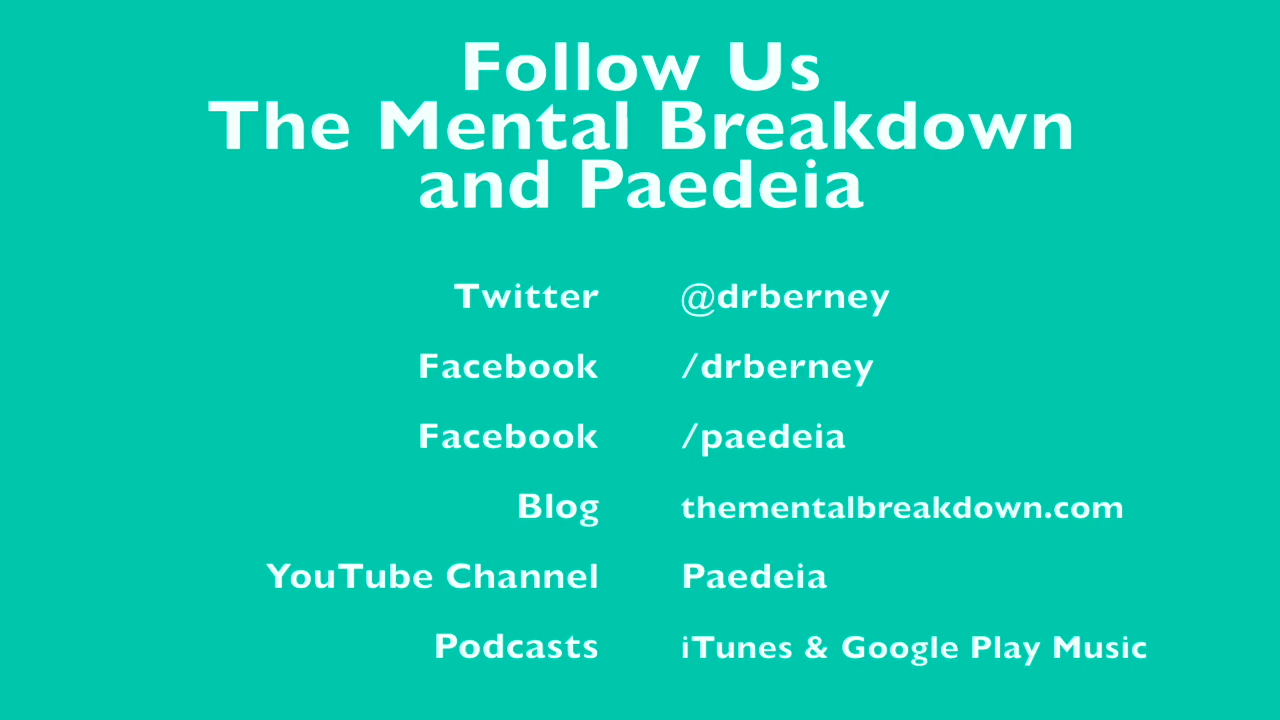 Follow Us
The Mental Breakdown
and Paedeia
Twitter @drberney
Facebook /drberney
Facebook /paedeia
Blog thementalbreakdown.com
YouTube Channel Paedeia
Podcasts iTunes & Google Play Music